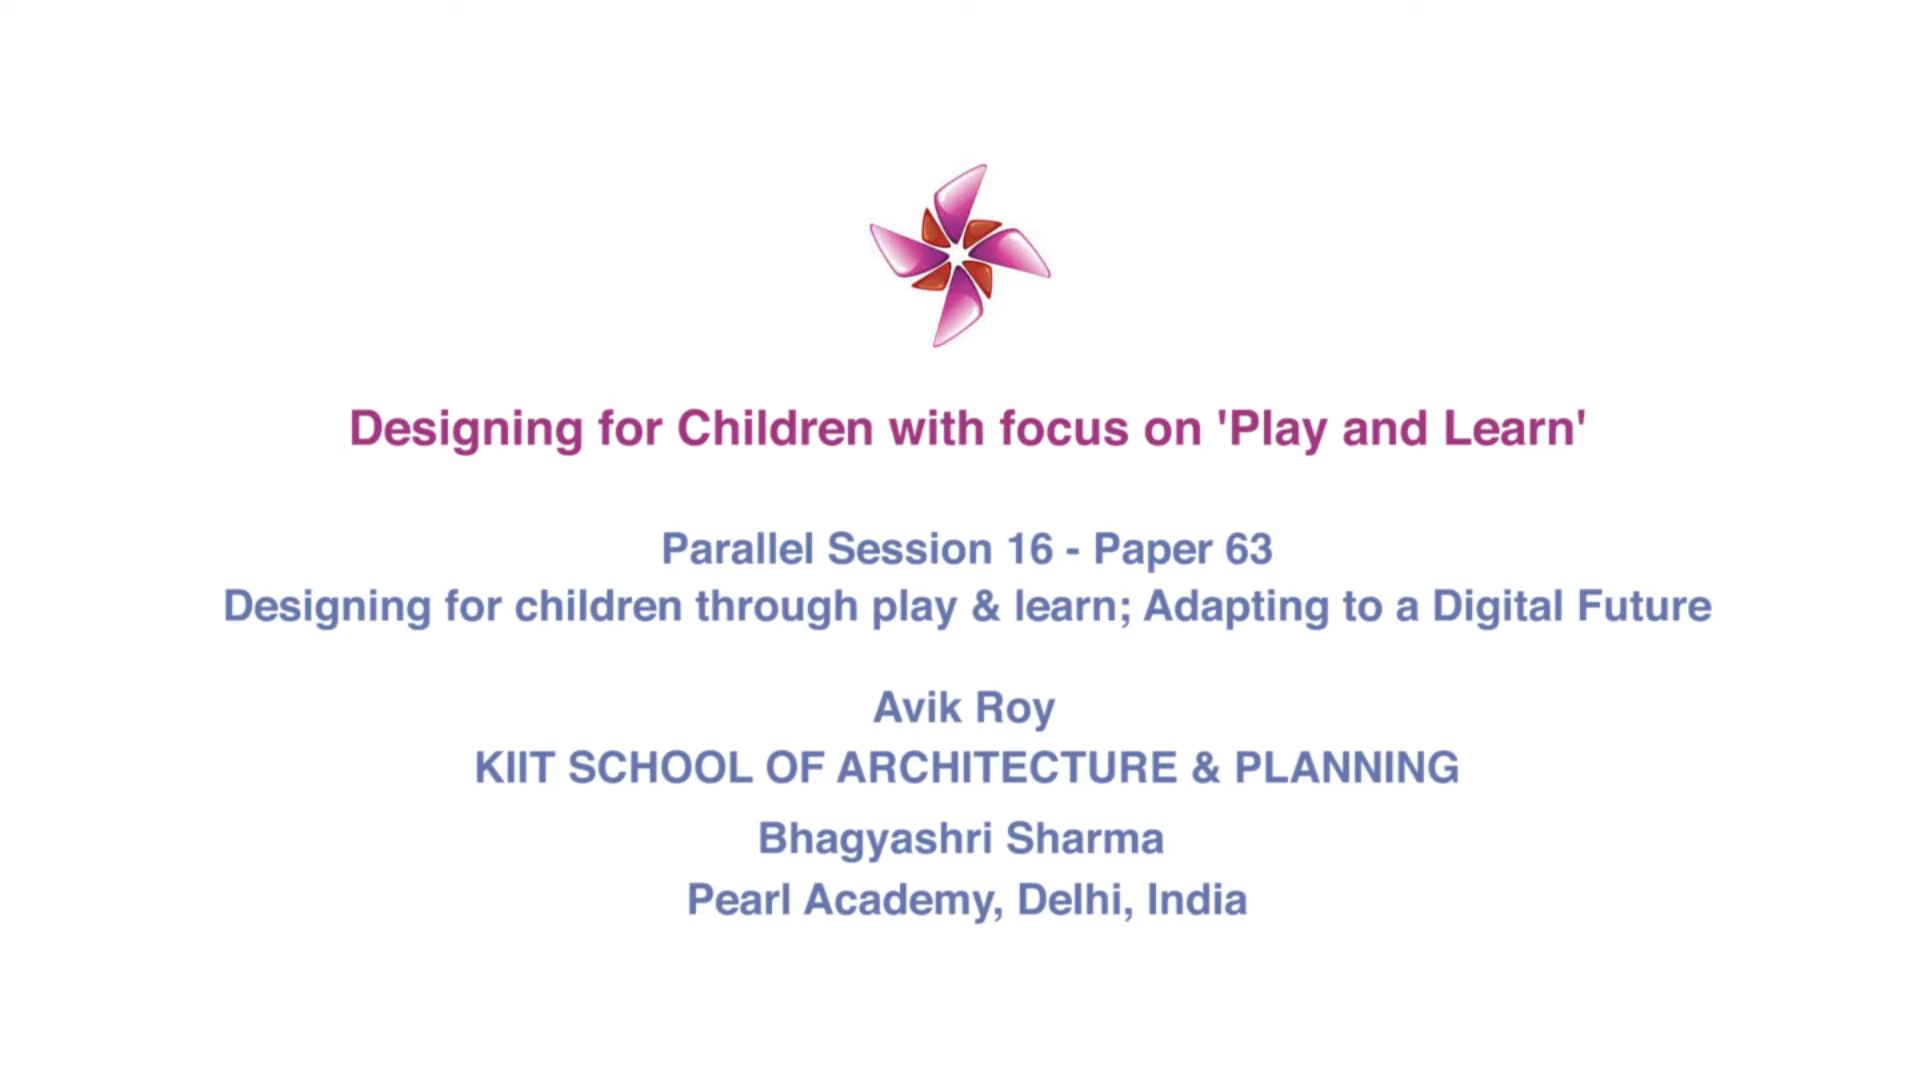 Designing for Children with focus on 'Play and Learn'
Parallel Session 16 - Paper 63
Designing for children through play & learn; Adapting to a Digital Future
Avik Roy
KIIT SCHOOL OF ARCHITECTURE & PLANNING
Bhagyashri Sharma
Pearl Academy, Delhi, India